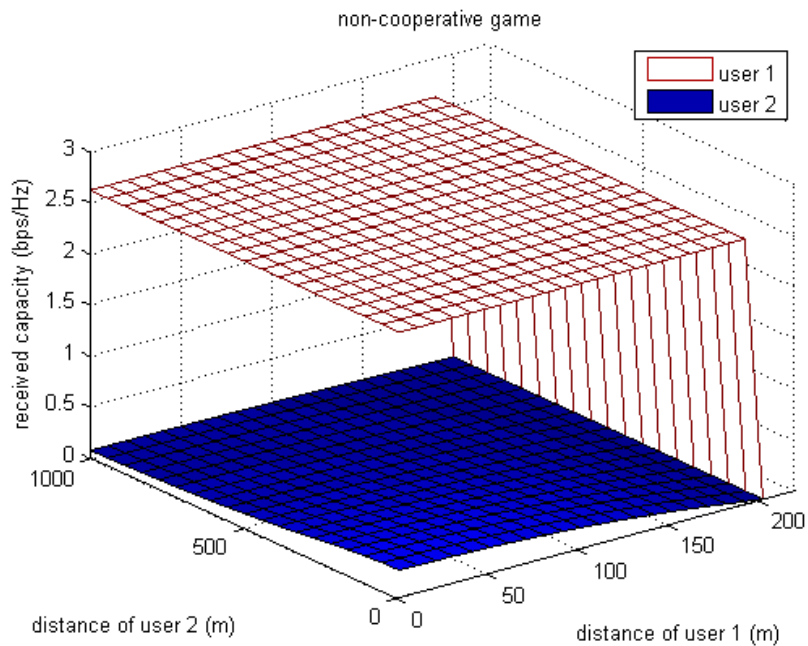 non-cooperative game
user 1
user 2
received capacity (bps/Hz)
3
2.5
2
1.5
1
0.5
0
1000
500
0
0
50
100
150
200
distance of user 2 (m)
distance of user 1 (m)